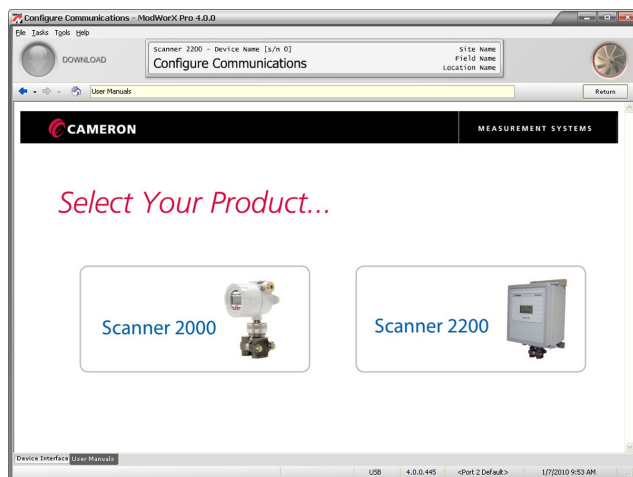 Configure Communications - ModWorX Pro 4.0.0
File Tasks Tools Help
DOWNLOAD
Scanner 2200 - Device Name [s/n 0]
Configure Communications
Site Name
Field Name
Location Name
User Manuals
Return
CAMERON
MEASUREMENT SYSTEMS
Select Your Product...
Scanner 2000
Scanner 2200
Device Interface User Manuals
USB 4.0.0.445 <Port 2 Default> 1/7/2010 9:53 AM